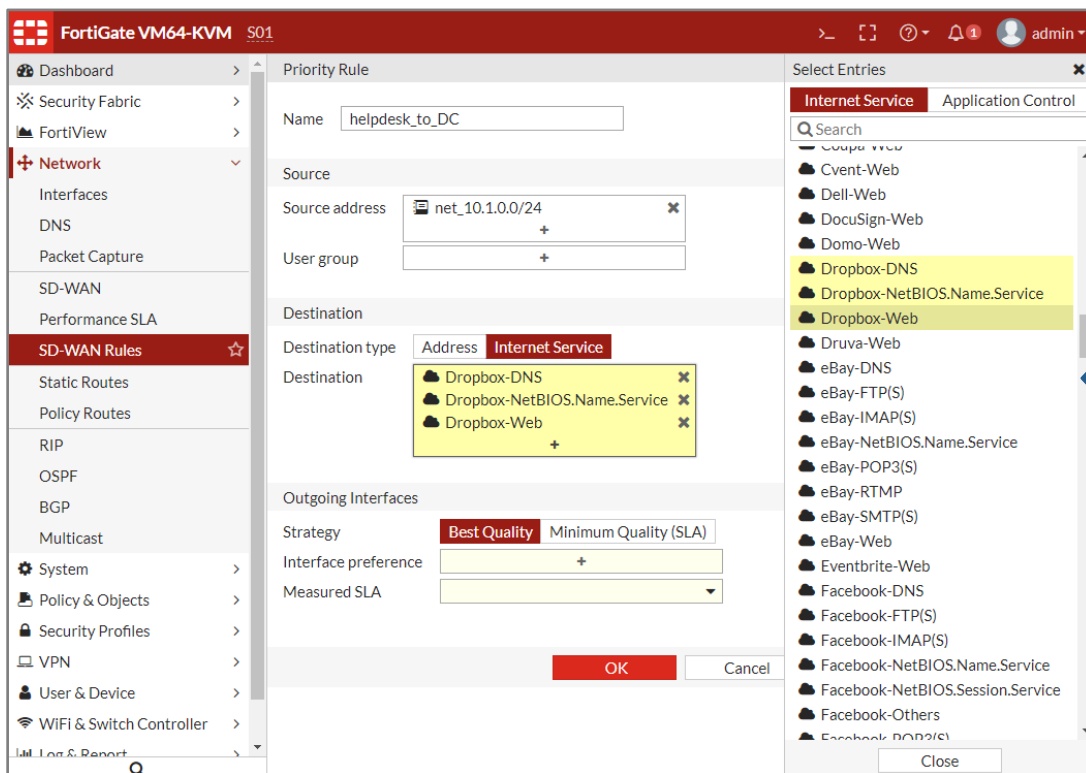 FortiGate VM64-KVM S01
1 admin
Dashboard
Security Fabric
FortiView
Network
Interfaces
DNS
Packet Capture
SD-WAN
Performance SLA
SD-WAN Rules
Static Routes
Policy Routes
RIP
OSPF
BGP
Multicast
System
Policy & Objects
Security Profiles
VPN
User & Device
WiFi & Switch Controller
Log & Report
Priority Rule
Name helpdesk_to_DC
Source
Source address net_10.1.0.0/24
+
User group +
Destination
Destination type Address Internet Service
Destination Dropbox-DNS
Dropbox-NetBIOS.Name.Service
Dropbox-Web
+
Outgoing Interfaces
Strategy Best Quality Minimum Quality (SLA)
Interface preference +
Measured SLA
OK Cancel
Select Entries
Internet Service Application Control
Search
Coupa-Web
Cvent-Web
Dell-Web
DocuSign-Web
Domo-Web
Dropbox-DNS
Dropbox-NetBIOS.Name.Service
Dropbox-Web
Druva-Web
eBay-DNS
eBay-FTP(S)
eBay-IMAP(S)
eBay-NetBIOS.Name.Service
eBay-POP3(S)
eBay-RTMP
eBay-SMTP(S)
eBay-Web
Eventbrite-Web
Facebook-DNS
Facebook-FTP(S)
Facebook-IMAP(S)
Facebook-NetBIOS.Name.Service
Facebook-NetBIOS.Session.Service
Facebook-Others
Facebook-POP3(S)
Close